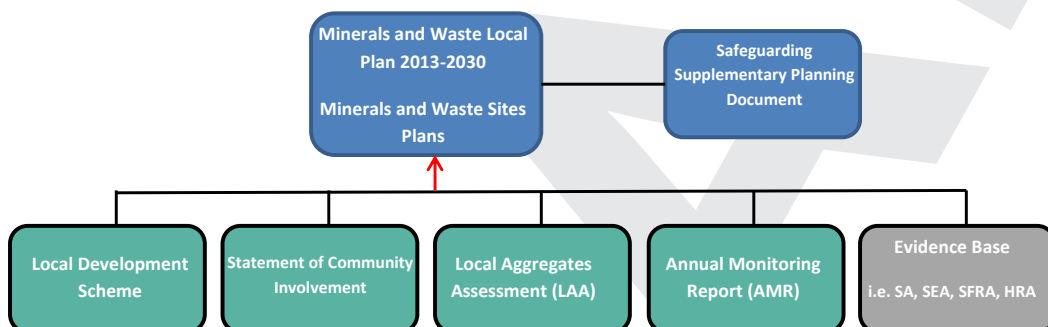 Minerals and Waste Local
Plan 2013-2030
Minerals and Waste Sites
Plans
Safeguarding
Supplementary Planning
Document
Local Development
Scheme
Statement of Community
Involvement
Local Aggregates
Assessment (LAA)
Annual Monitoring
Report (AMR)
Evidence Base
i.e. SA, SEA, SFRA, HRA